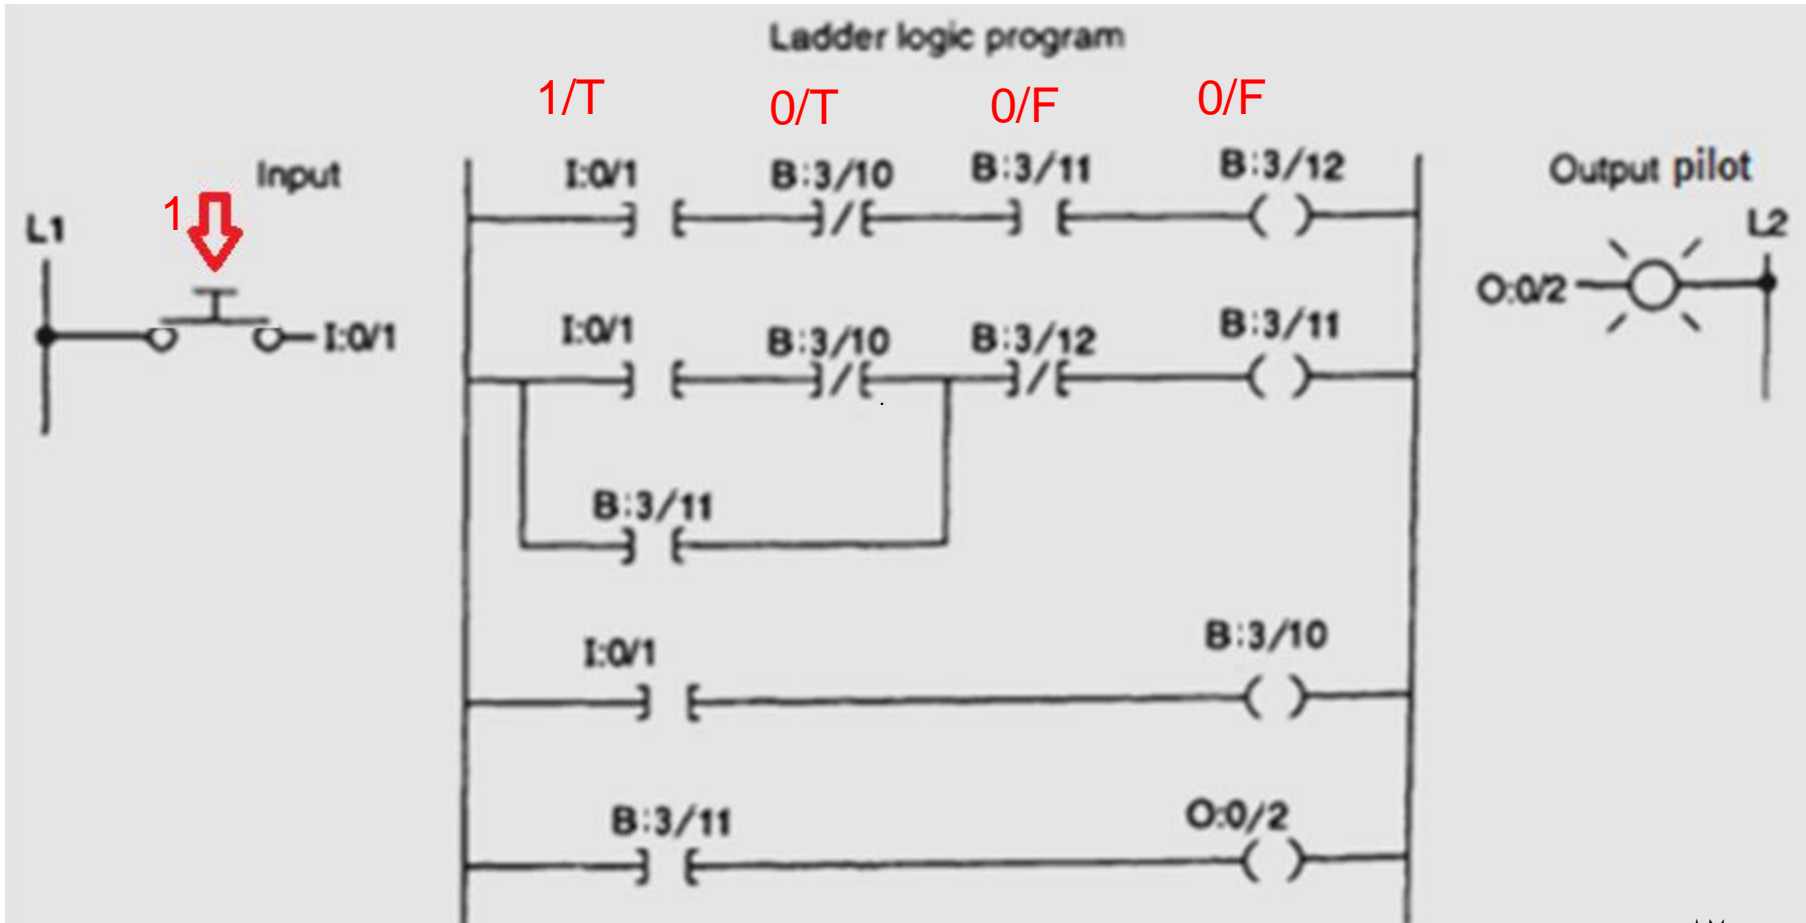 Ladder logic program
1/T 0/T 0/F 0/F
Input
I:0/1 B:3/10 B:3/11 B:3/12
Output pilot
1
L1
L2
I:0/1
O:0/2
I:0/1 B:3/10 B:3/12 B:3/11
B:3/11
I:0/1 B:3/10
B:3/11 O:0/2